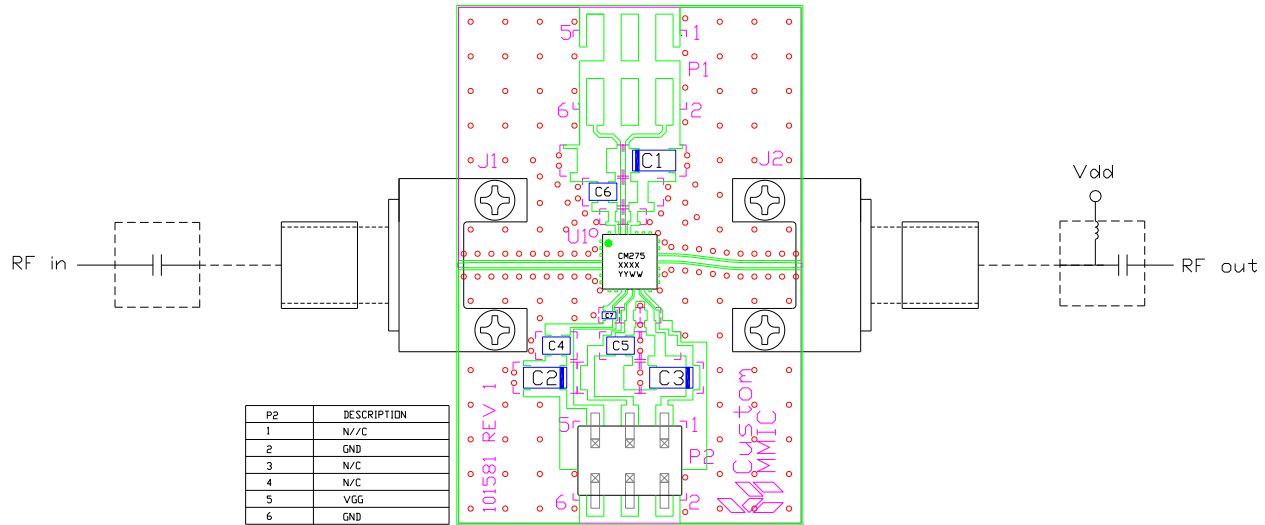 5
1
P1
6
2
J1
C1
J2
C6
Vdd
U1
CM275
XXXX
YYWW
RF in
RF out
C7
C4
C5
C2
C3
P2 DESCRIPTION
1 N//C
2 GND
3 N/C
4 N/C
5 VGG
6 GND
101581 REV 1
5
1
P2
6
2
Custom
MMIC